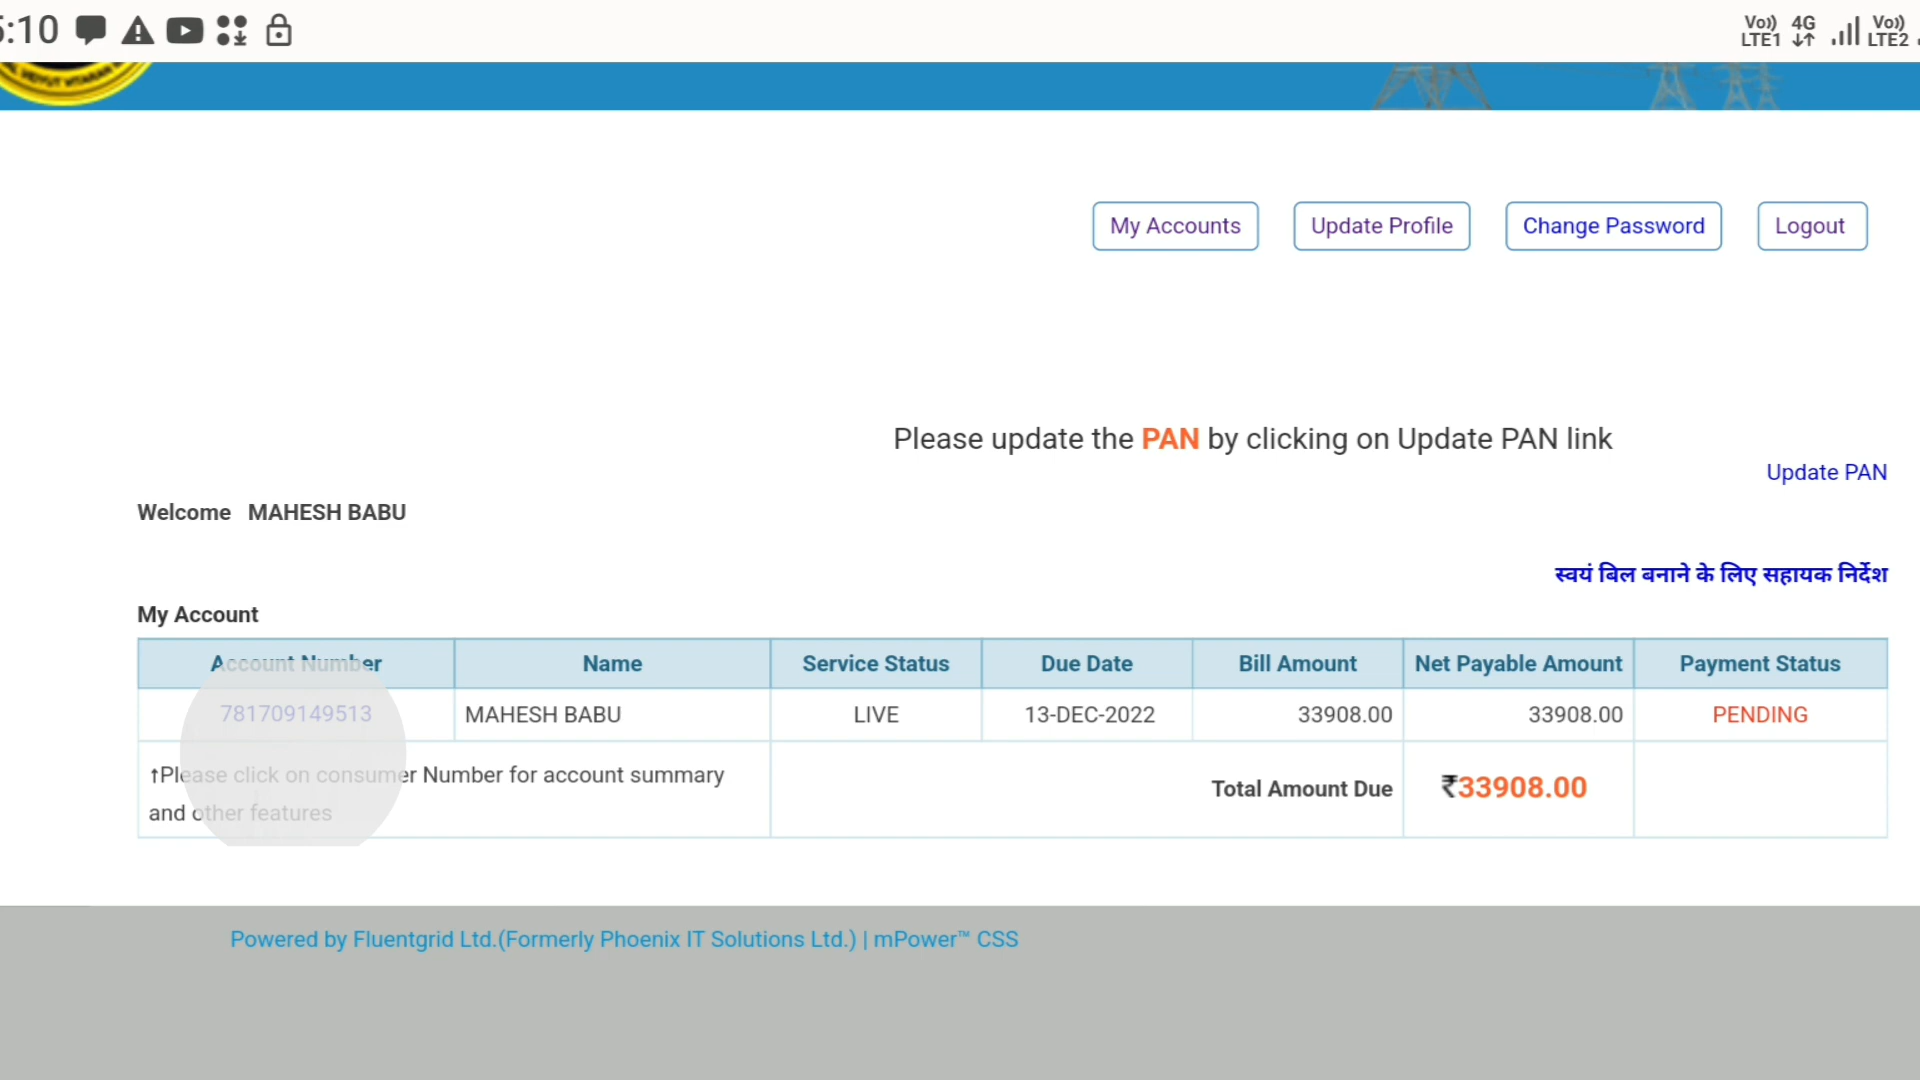 5:10 Vo)) LTE1 4G Vo)) LTE2
VIDYUT VITARAN
My Accounts Update Profile Change Password Logout
Please update the PAN by clicking on Update PAN link
Update PAN
Welcome MAHESH BABU
स्वयं बिल बनाने के लिए सहायक निर्देश
My Account
Account Number Name Service Status Due Date Bill Amount Net Payable Amount Payment Status
781709149513 MAHESH BABU LIVE 13-DEC-2022 33908.00 33908.00 PENDING
↑Please click on consumer Number for account summary
and other features
Total Amount Due ₹33908.00
Powered by Fluentgrid Ltd.(Formerly Phoenix IT Solutions Ltd.) | mPower™ CSS